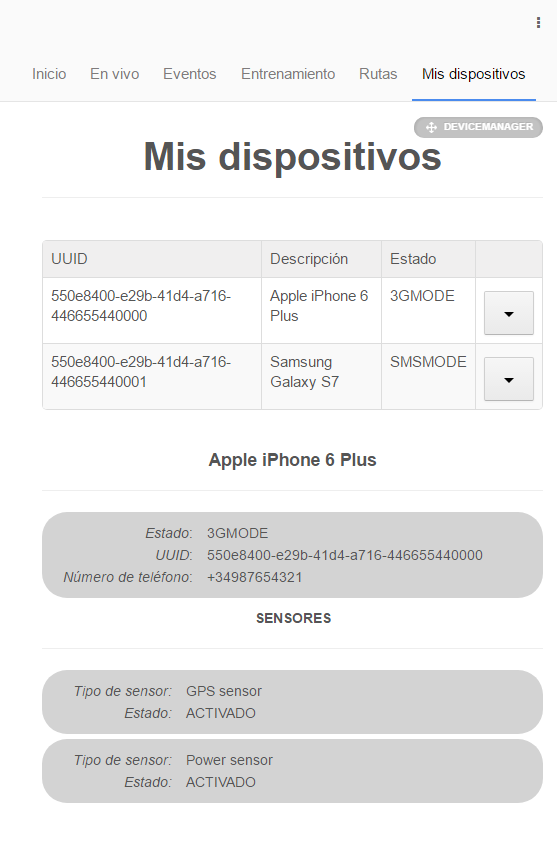 Inicio En vivo Eventos Entrenamiento Rutas Mis dispositivos
DEVICEMANAGER
Mis dispositivos
UUID Descripción Estado
550e8400-e29b-41d4-a716- Apple iPhone 6 3GMODE
446655440000 Plus
550e8400-e29b-41d4-a716- Samsung SMSMODE
446655440001 Galaxy S7
Apple iPhone 6 Plus
Estado: 3GMODE
UUID: 550e8400-e29b-41d4-a716-446655440000
Número de teléfono: +34987654321
SENSORES
Tipo de sensor: GPS sensor
Estado: ACTIVADO
Tipo de sensor: Power sensor
Estado: ACTIVADO